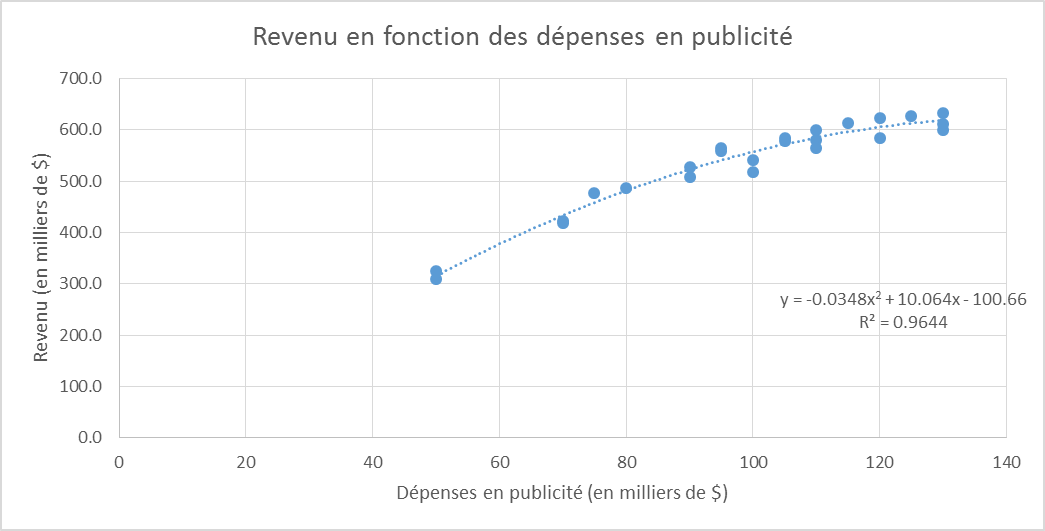 Revenu en fonction des dépenses en publicité
700.0
600.0
500.0
400.0
300.0
200.0
100.0
0.0
Revenu (en milliers de $)
y = -0.0348x² + 10.064x - 100.66
R² = 0.9644
0 20 40 60 80 100 120 140
Dépenses en publicité (en milliers de $)